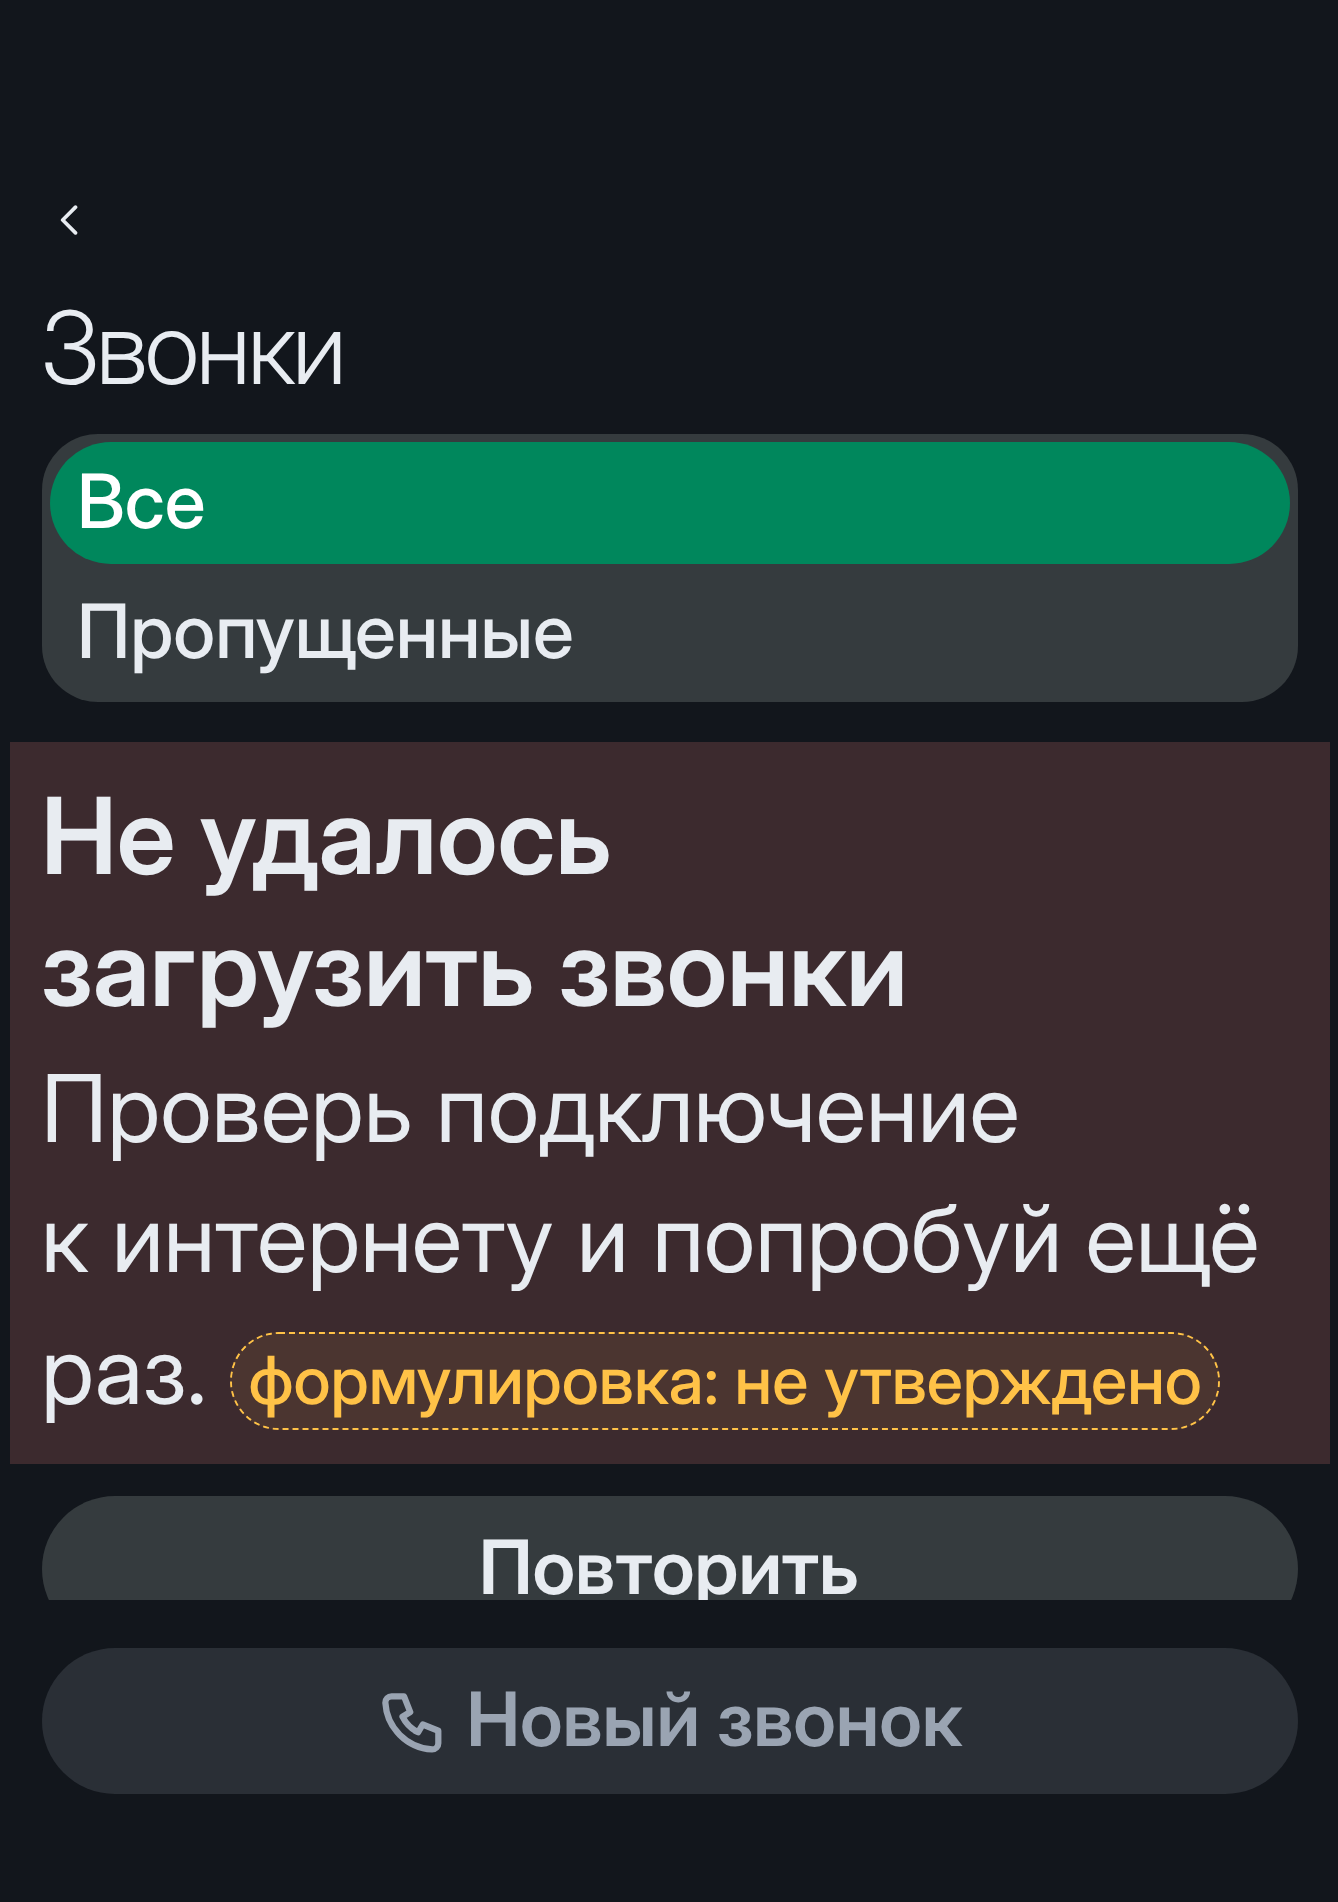 Звонки
Все
Пропущенные
Не удалось
загрузить звонки
Проверь подключение
к интернету и попробуй ещё
раз. формулировка: не утверждено
Повторить
Новый звонок